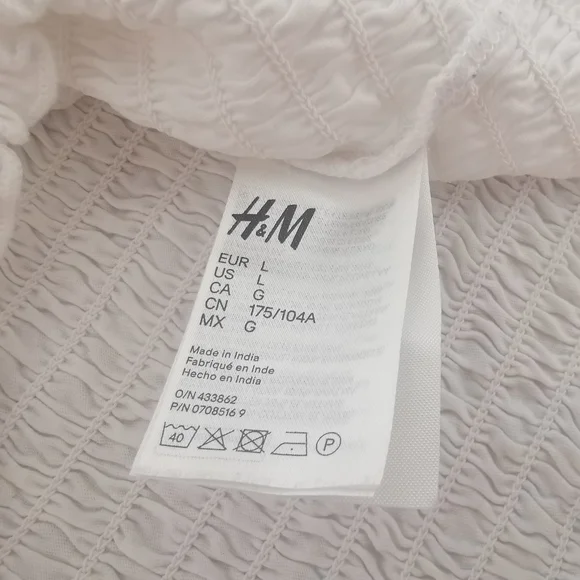 H&M
EUR L
US L
CA G
CN 175/104A
MX G
Made in India
Fabriqué en Inde
Hecho en India
O/N 433862
P/N 0708516 9
40
P